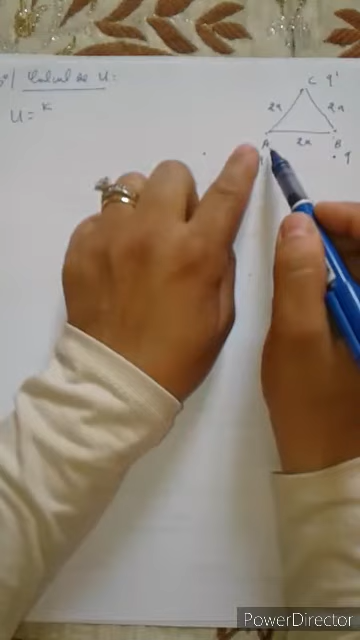 Calcul de U :
U = K
C q'
2a 2a
A 2a B
q
PowerDirector